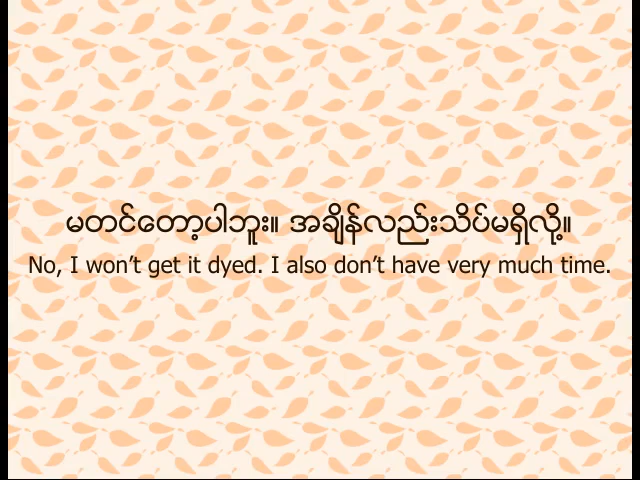 မတင်တော့ပါဘူး။ အချိန်လည်းသိပ်မရှိလို့။
No, I won’t get it dyed. I also don’t have very much time.